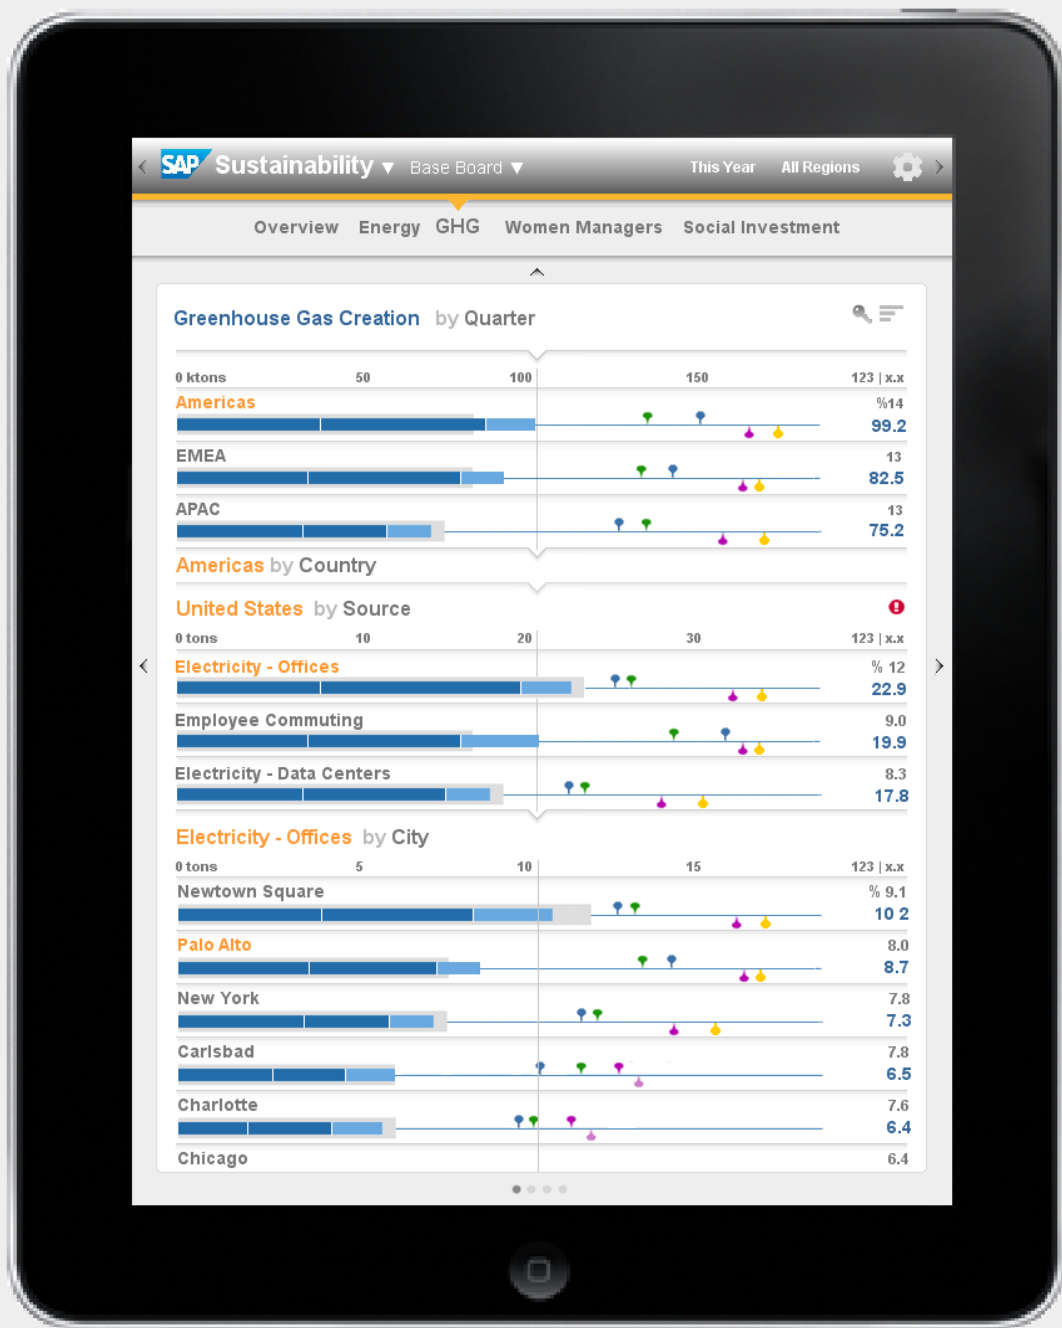 SAP Sustainability Base Board This Year All Regions
Overview Energy GHG Women Managers Social Investment
Greenhouse Gas Creation by Quarter
0 ktons 50 100 150 123 | x.x
Americas %14
99.2
EMEA 13
82.5
APAC 13
75.2
Americas by Country
United States by Source
0 tons 10 20 30 123 | x.x
Electricity - Offices % 12
22.9
Employee Commuting 9.0
19.9
Electricity - Data Centers 8.3
17.8
Electricity - Offices by City
0 tons 5 10 15 123 | x.x
Newtown Square % 9.1
10 2
Palo Alto 8.0
8.7
New York 7.8
7.3
Carlsbad 7.8
6.5
Charlotte 7.6
6.4
Chicago 6.4